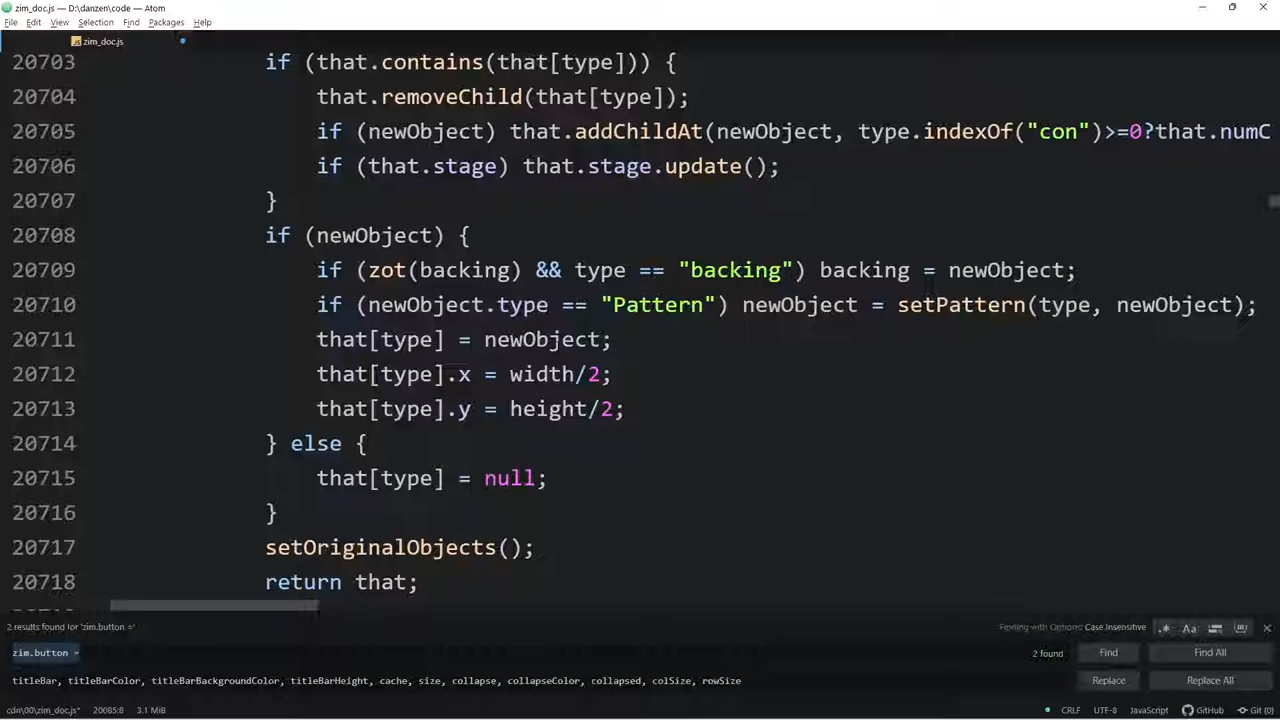 zim_doc.js — D:\danzen\code — Atom
File Edit View Selection Find Packages Help
zim_doc.js
20703 if (that.contains(that[type])) {
20704 that.removeChild(that[type]);
20705 if (newObject) that.addChildAt(newObject, type.indexOf("con")>=0?that.numC
20706 if (that.stage) that.stage.update();
20707 }
20708 if (newObject) {
20709 if (zot(backing) && type == "backing") backing = newObject;
20710 if (newObject.type == "Pattern") newObject = setPattern(type, newObject);
20711 that[type] = newObject;
20712 that[type].x = width/2;
20713 that[type].y = height/2;
20714 } else {
20715 that[type] = null;
20716 }
20717 setOriginalObjects();
20718 return that;
2 results found for 'zim.button =' Finding with Options: Case Insensitive
zim.button = 2 found Find Find All
titleBar, titleBarColor, titleBarBackgroundColor, titleBarHeight, cache, size, collapse, collapseColor, collapsed, colSize, rowSize Replace Replace All
cdn\00\zim_doc.js* 20085:8 3.1 MiB CRLF UTF-8 JavaScript GitHub Git (0)